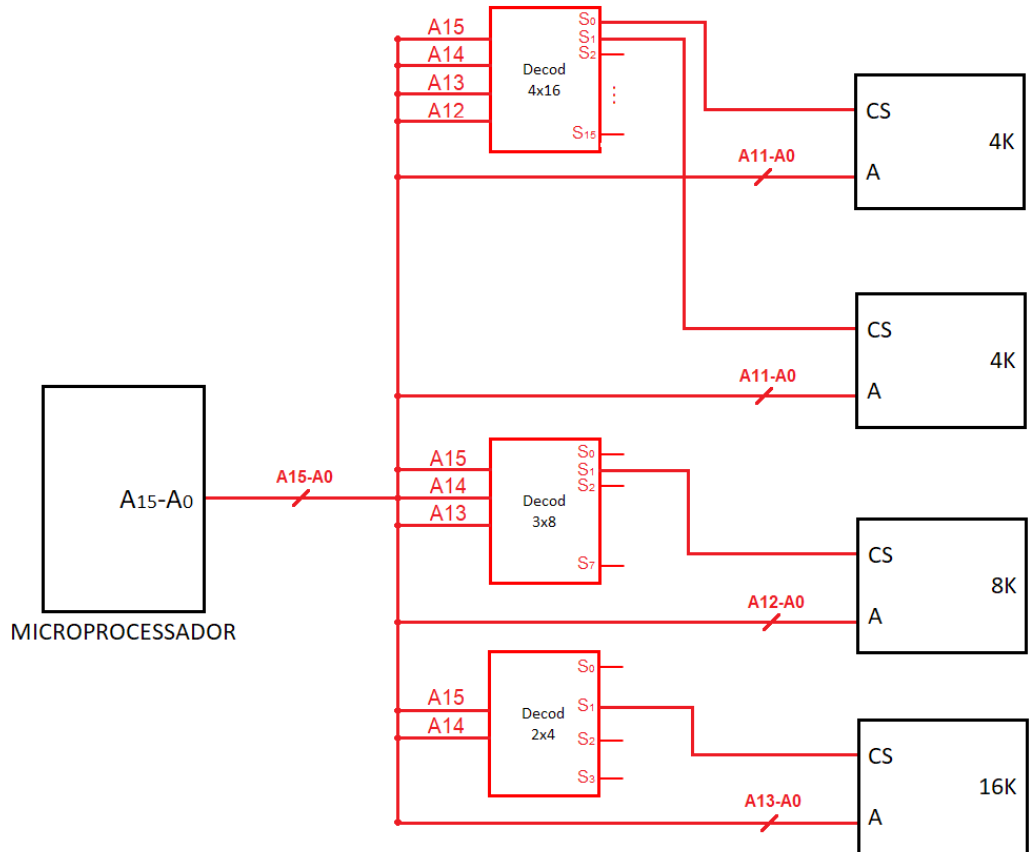 A15
A14
A13
A12
Decod
4x16
S0
S1
S2
⋮
S15
CS
4K
A11-A0
A
CS
4K
A11-A0
A
A15-A0
A15-A0
MICROPROCESSADOR
A15
A14
A13
Decod
3x8
S0
S1
S2
S7
CS
8K
A12-A0
A
A15
A14
Decod
2x4
S0
S1
S2
S3
CS
16K
A13-A0
A